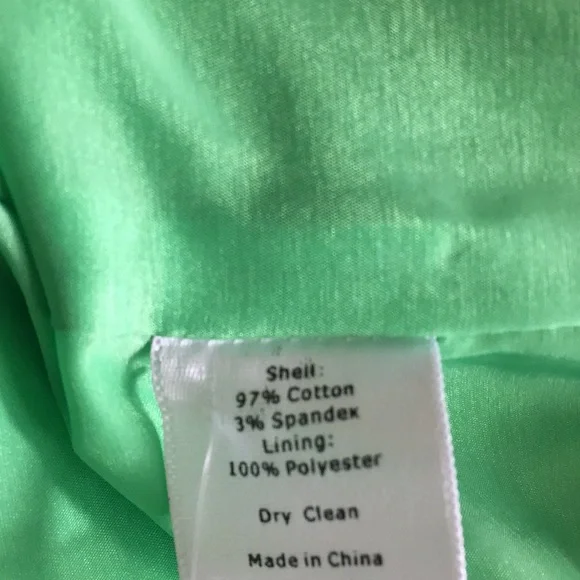 Shell:
97% Cotton
3% Spandex
Lining:
100% Polyester
Dry Clean
Made in China